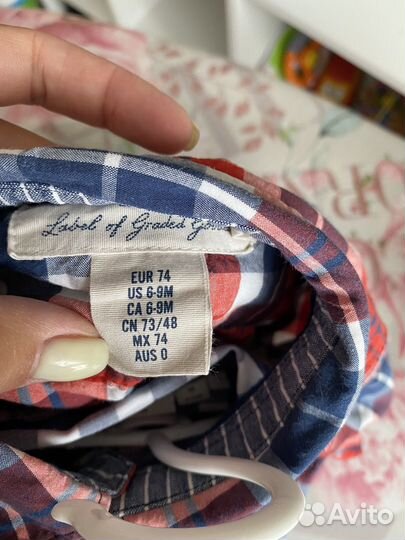 Label of Graded Goods
EUR 74
US 6-9M
CA 6-9M
CN 73/48
MX 74
AUS 0
Avito